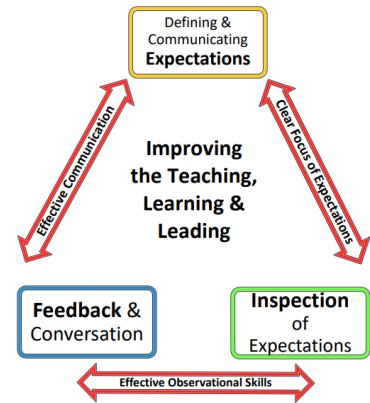 Defining &
Communicating
Expectations
Effective Communication
Clear Focus of Expectations
Improving
the Teaching,
Learning &
Leading
Feedback &
Conversation
Inspection
of
Expectations
Effective Observational Skills